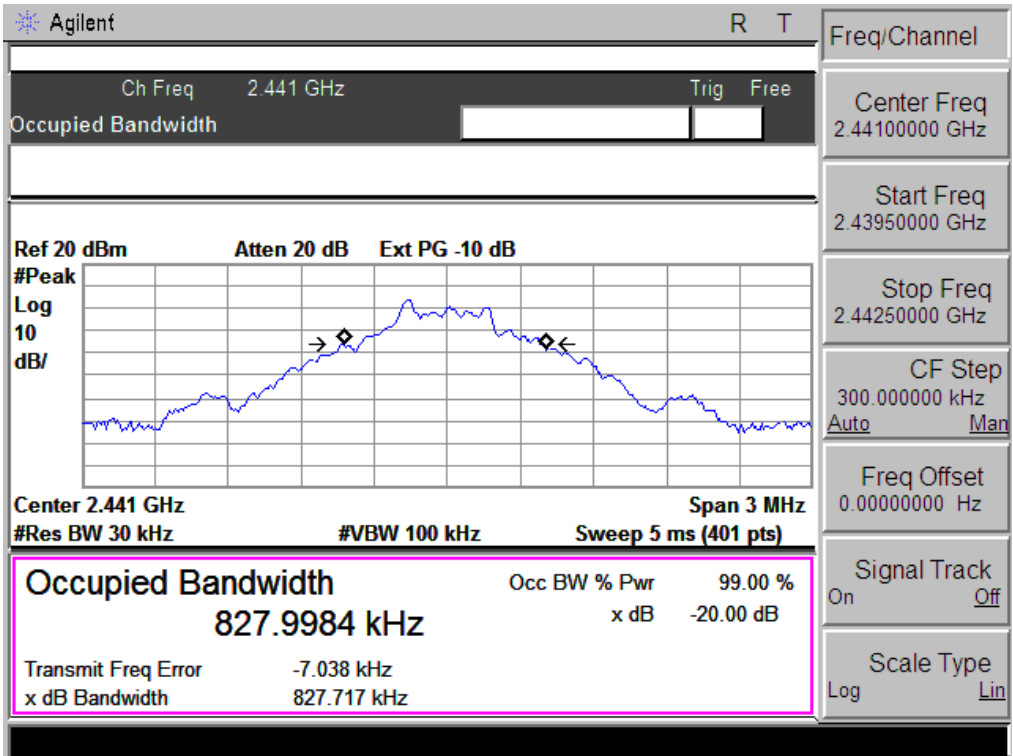 Agilent R T
Ch Freq 2.441 GHz Trig Free
Occupied Bandwidth
Ref 20 dBm Atten 20 dB Ext PG -10 dB
#Peak
Log
10
dB/
Center 2.441 GHz Span 3 MHz
#Res BW 30 kHz #VBW 100 kHz Sweep 5 ms (401 pts)
Occupied Bandwidth Occ BW % Pwr 99.00 %
827.9984 kHz x dB -20.00 dB
Transmit Freq Error -7.038 kHz
x dB Bandwidth 827.717 kHz
Freq/Channel
Center Freq
2.44100000 GHz
Start Freq
2.43950000 GHz
Stop Freq
2.44250000 GHz
CF Step
300.000000 kHz
Auto Man
Freq Offset
0.00000000 Hz
Signal Track
On Off
Scale Type
Log Lin